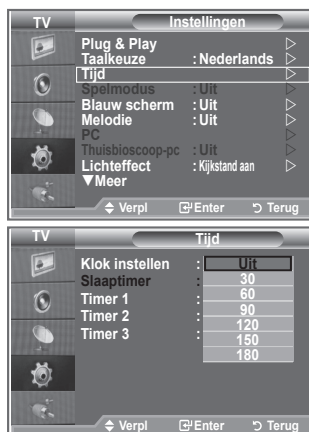 TV Instellingen
Plug & Play
Taalkeuze : Nederlands
Tijd
Spelmodus : Uit
Blauw scherm : Uit
Melodie : Uit
PC
Thuisbioscoop-pc : Uit
Lichteffect : Kijkstand aan
▼Meer
Verpl Enter Terug
TV Tijd
Klok instellen : Uit
Slaaptimer : 30
Timer 1 : 60
Timer 2 : 90
Timer 3 : 120
150
180
Verpl Enter Terug